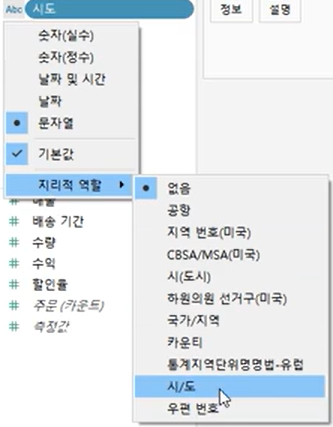 Abc 시도
정보 설명
숫자(실수)
숫자(정수)
날짜 및 시간
날짜
문자열
기본값
지리적 역할
없음
공항
지역 번호(미국)
CBSA/MSA(미국)
시(도시)
하원의원 선거구(미국)
국가/지역
카운티
통계지역단위명명법-유럽
시/도
우편 번호
배송 기간
수량
수익
할인율
주문 (카운트)
측정값